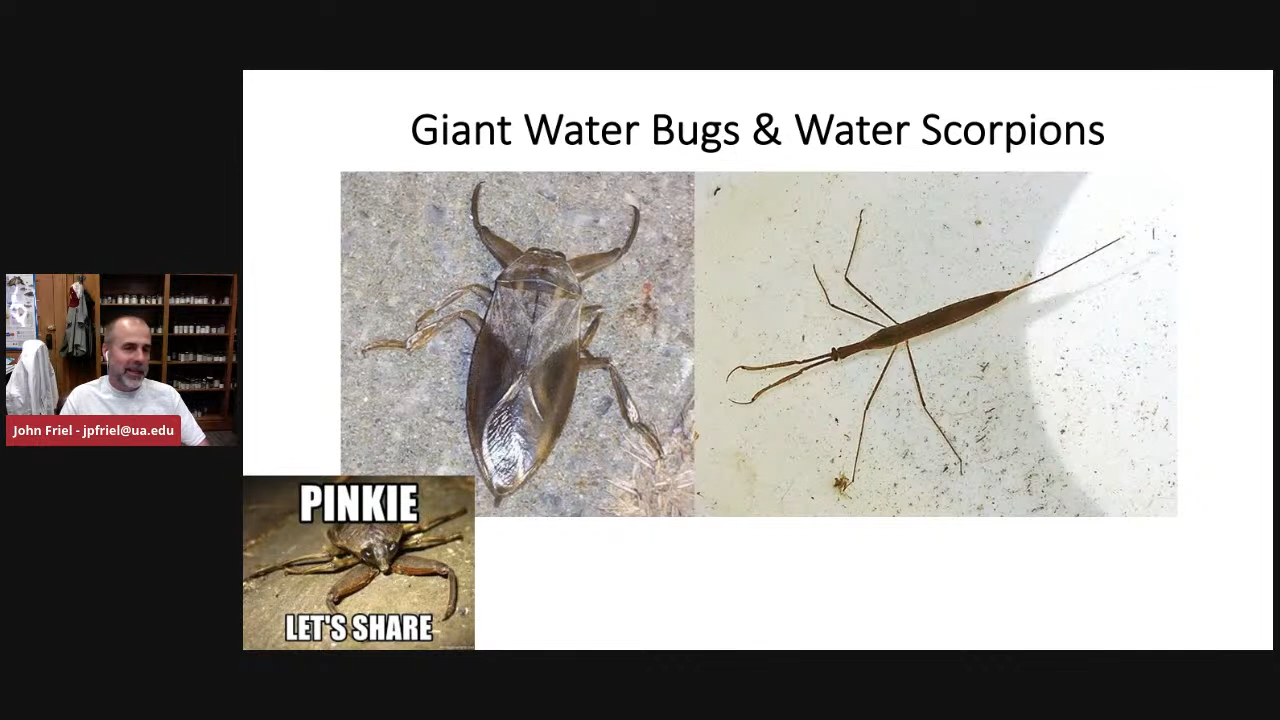 Giant Water Bugs & Water Scorpions
John Friel - jpfriel@ua.edu
PINKIE
LET'S SHARE